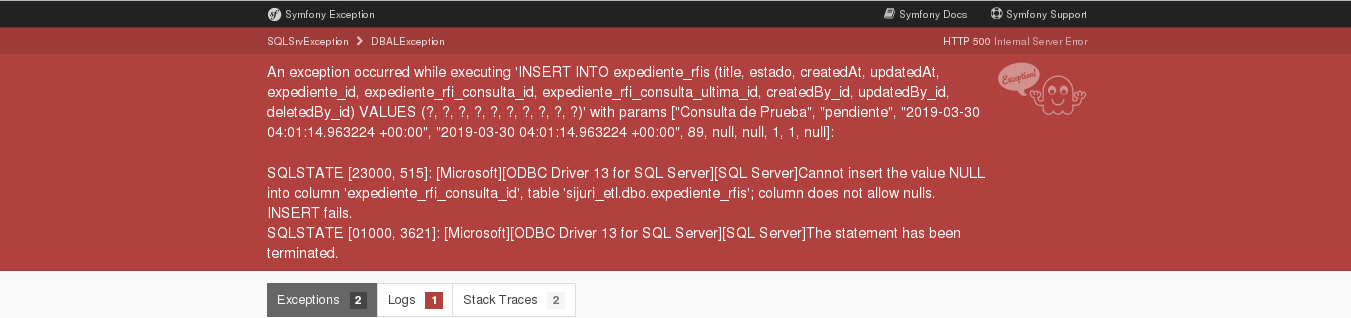 Symfony Exception
Symfony Docs
Symfony Support
SQLSrvException
DBALException
HTTP 500 Internal Server Error
An exception occurred while executing 'INSERT INTO expediente_rfis (title, estado, createdAt, updatedAt,
expediente_id, expediente_rfi_consulta_id, expediente_rfi_consulta_ultima_id, createdBy_id, updatedBy_id,
deletedBy_id) VALUES (?, ?, ?, ?, ?, ?, ?, ?, ?, ?)' with params ["Consulta de Prueba", "pendiente", "2019-03-30
04:01:14.963224 +00:00", "2019-03-30 04:01:14.963224 +00:00", 89, null, null, 1, 1, null]:
Exception!
SQLSTATE [23000, 515]: [Microsoft][ODBC Driver 13 for SQL Server][SQL Server]Cannot insert the value NULL
into column 'expediente_rfi_consulta_id', table 'sijuri_etl.dbo.expediente_rfis'; column does not allow nulls.
INSERT fails.
SQLSTATE [01000, 3621]: [Microsoft][ODBC Driver 13 for SQL Server][SQL Server]The statement has been
terminated.
Exceptions 2
Logs 1
Stack Traces 2